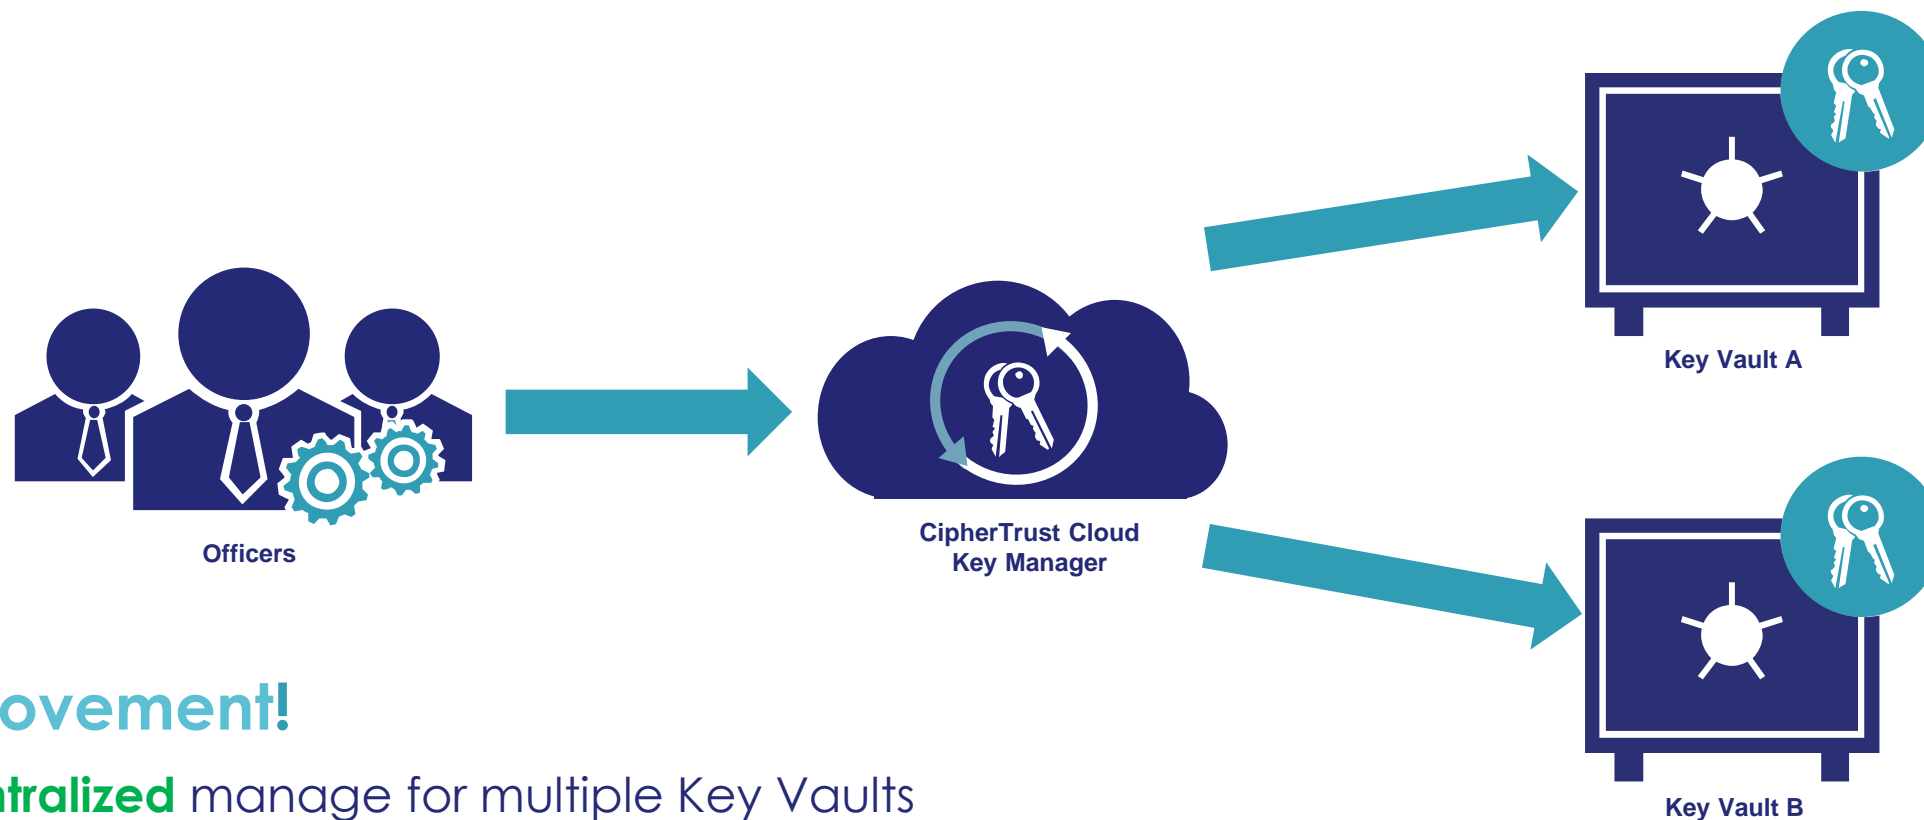 Key Vault A
Officers
CipherTrust Cloud
Key Manager
ovement!
ntralized manage for multiple Key Vaults
Key Vault B